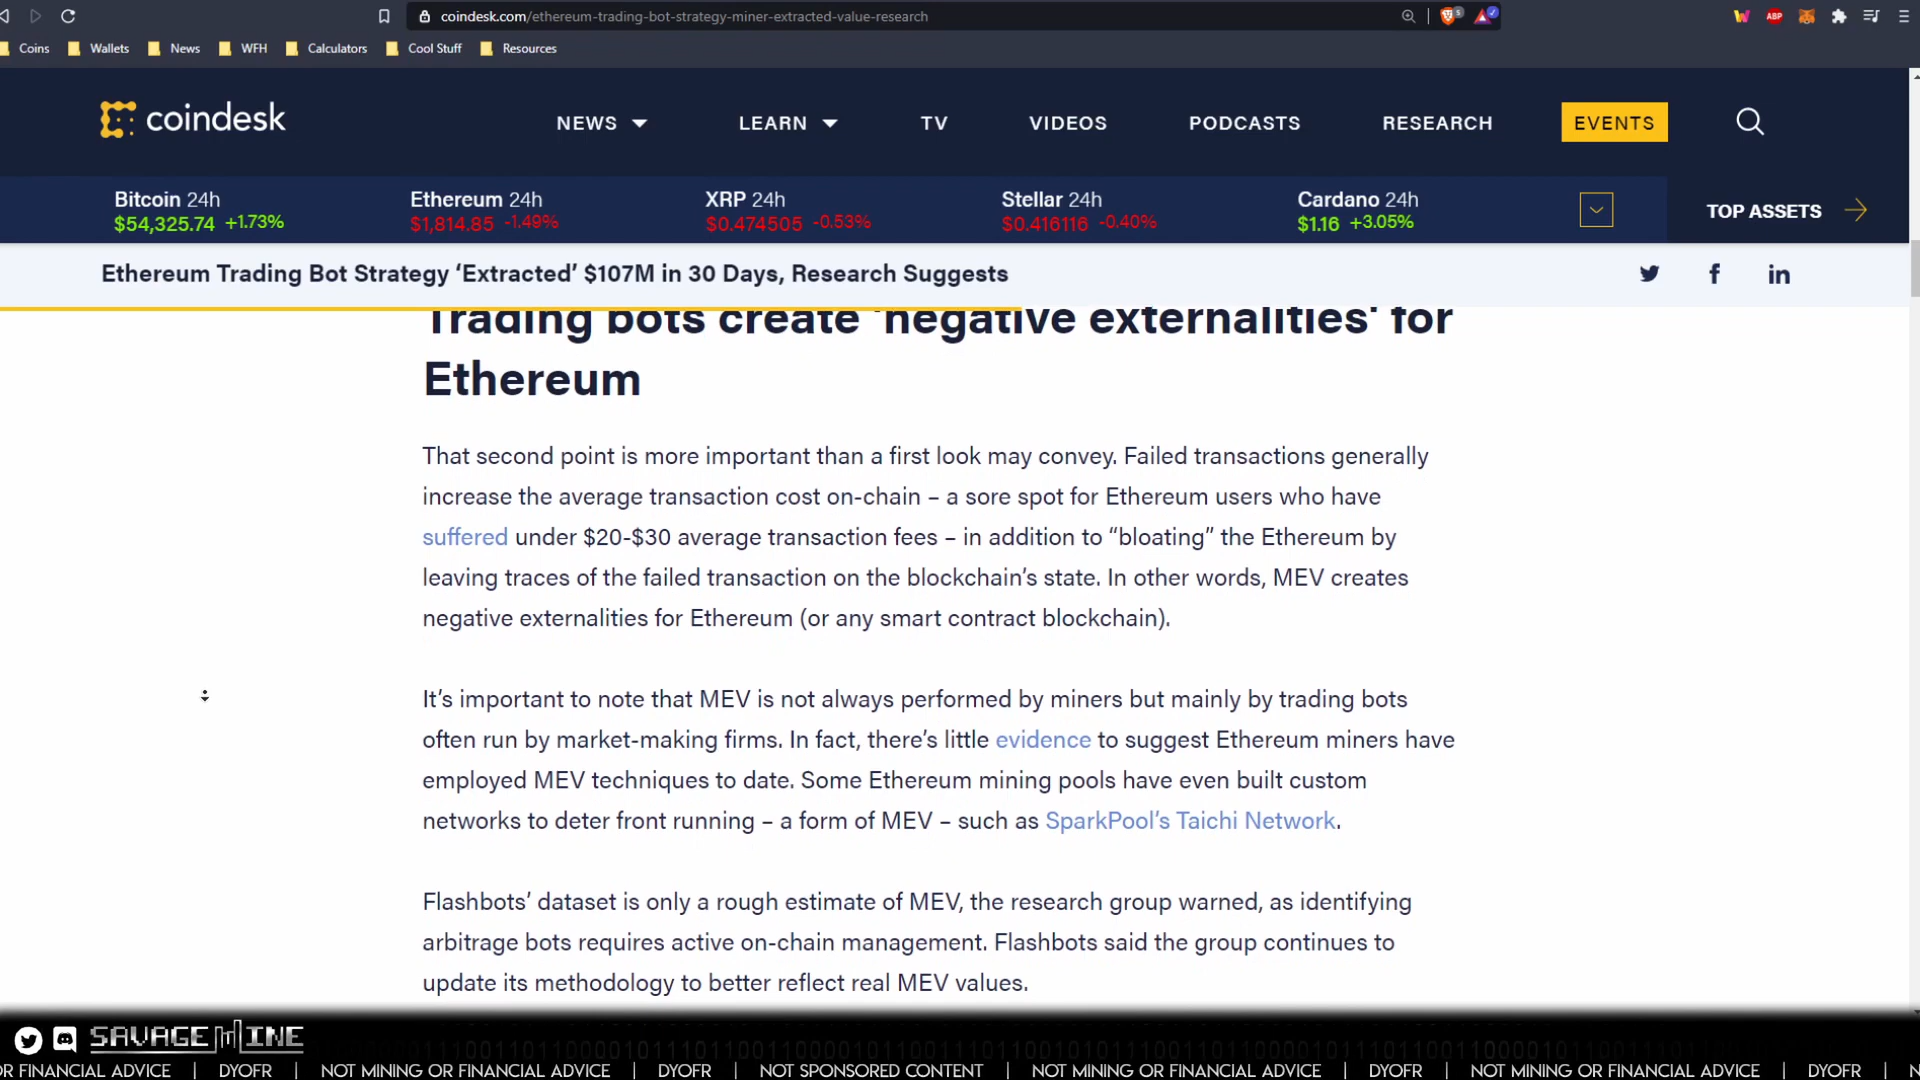 coindesk.com/ethereum-trading-bot-strategy-miner-extracted-value-research
5
ABP
Coins
Wallets
News
WFH
Calculators
Cool Stuff
Resources
coindesk
NEWS
LEARN
TV
VIDEOS
PODCASTS
RESEARCH
EVENTS
Bitcoin 24h
$54,325.74 +1.73%
Ethereum 24h
$1,814.85 -1.49%
XRP 24h
$0.474505 -0.53%
Stellar 24h
$0.416116 -0.40%
Cardano 24h
$1.16 +3.05%
TOP ASSETS
Ethereum Trading Bot Strategy ‘Extracted’ $107M in 30 Days, Research Suggests
Trading bots create 'negative externalities' for
Ethereum
That second point is more important than a first look may convey. Failed transactions generally
increase the average transaction cost on-chain – a sore spot for Ethereum users who have
suffered under $20-$30 average transaction fees – in addition to “bloating” the Ethereum by
leaving traces of the failed transaction on the blockchain’s state. In other words, MEV creates
negative externalities for Ethereum (or any smart contract blockchain).
It’s important to note that MEV is not always performed by miners but mainly by trading bots
often run by market-making firms. In fact, there’s little evidence to suggest Ethereum miners have
employed MEV techniques to date. Some Ethereum mining pools have even built custom
networks to deter front running – a form of MEV – such as SparkPool’s Taichi Network.
Flashbots’ dataset is only a rough estimate of MEV, the research group warned, as identifying
arbitrage bots requires active on-chain management. Flashbots said the group continues to
update its methodology to better reflect real MEV values.
SAVAGE MINE
OR FINANCIAL ADVICE | DYOFR | NOT MINING OR FINANCIAL ADVICE | DYOFR | NOT SPONSORED CONTENT | NOT MINING OR FINANCIAL ADVICE | DYOFR | NOT MINING OR FINANCIAL ADVICE | DYOFR | N